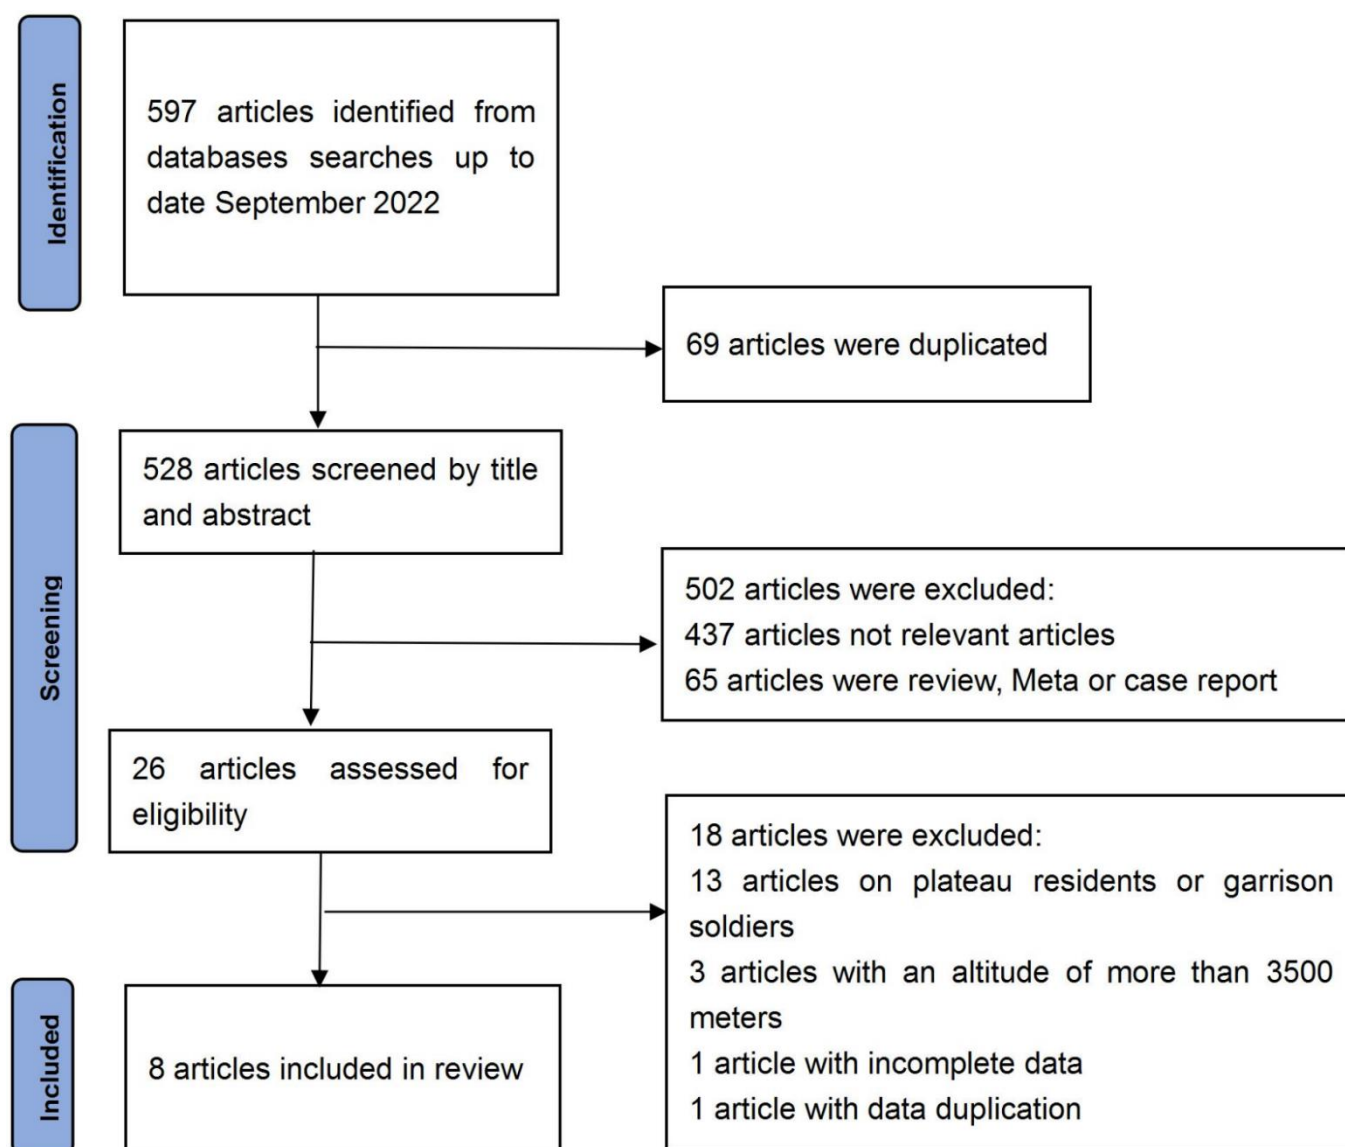 Identification
597 articles identified from
databases searches up to
date September 2022
69 articles were duplicated
Screening
528 articles screened by title
and abstract
502 articles were excluded:
437 articles not relevant articles
65 articles were review, Meta or case report
26 articles assessed for
eligibility
18 articles were excluded:
13 articles on plateau residents or garrison
soldiers
3 articles with an altitude of more than 3500
meters
1 article with incomplete data
1 article with data duplication
Included
8 articles included in review